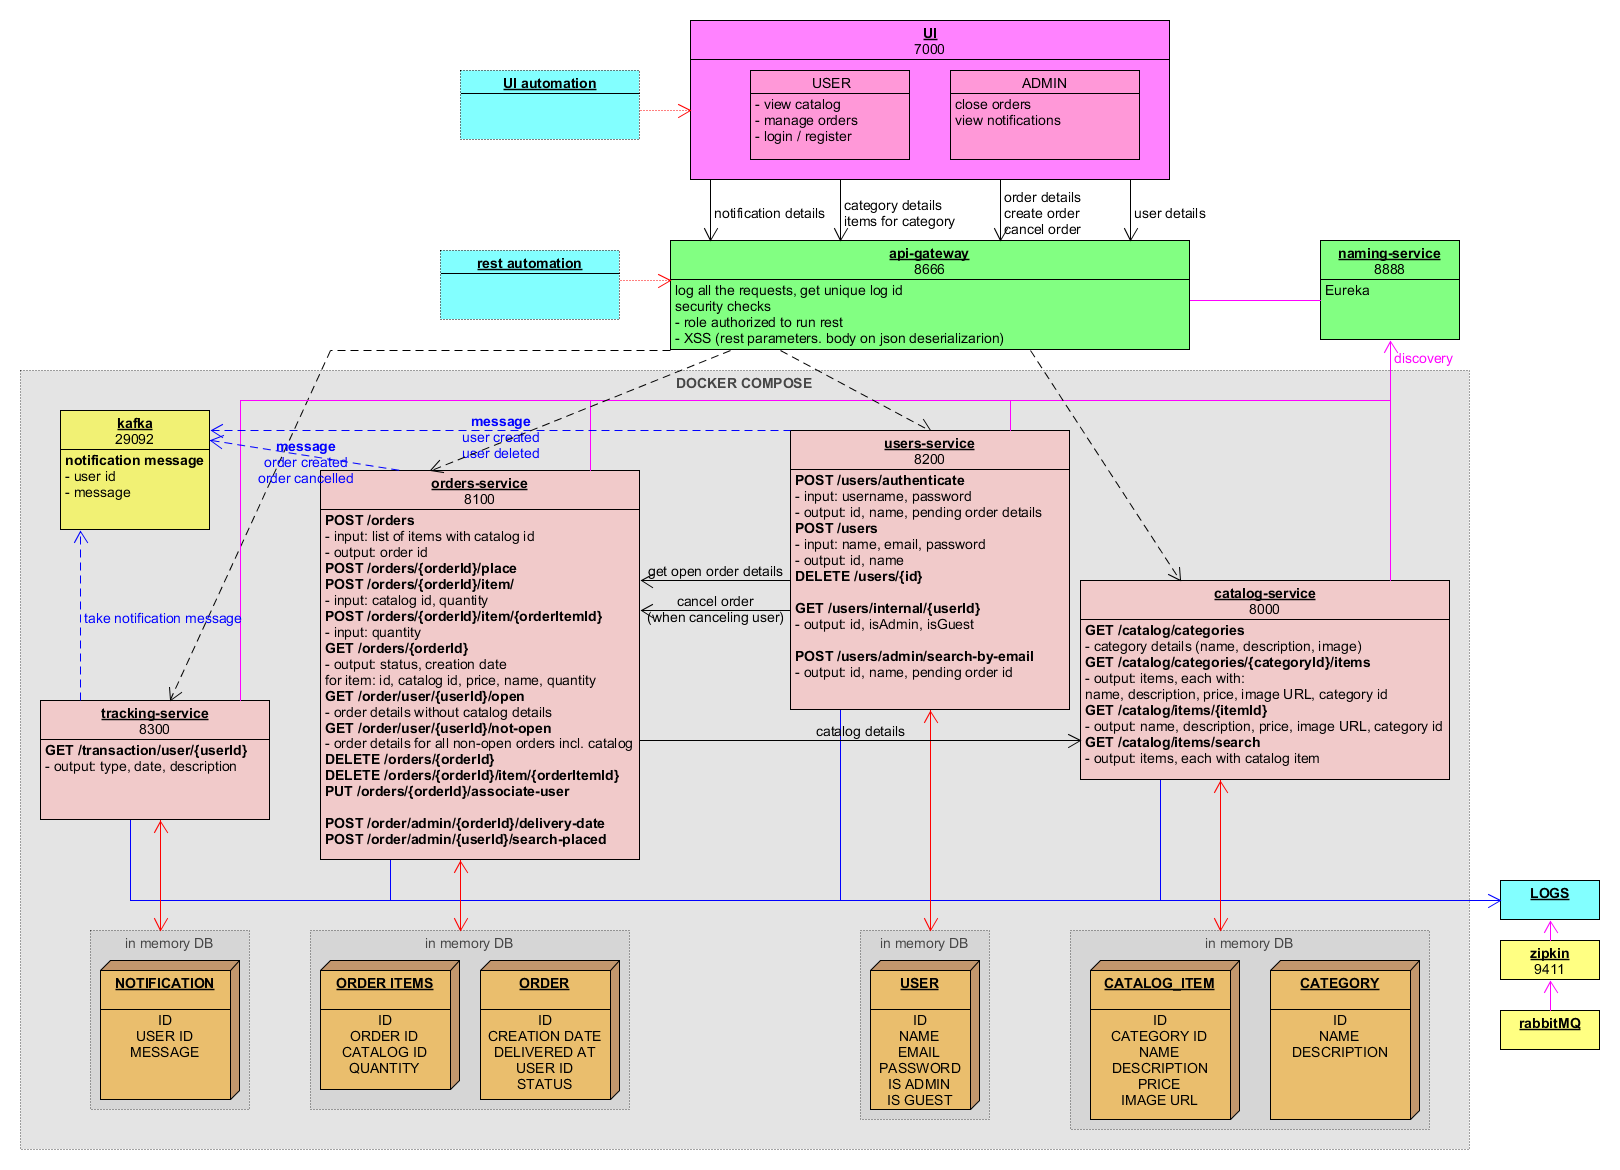 UI
7000
UI automation
USER
- view catalog
- manage orders
- login / register
ADMIN
close orders
view notifications
notification details
category details
items for category
order details
create order
cancel order
user details
rest automation
api-gateway
8666
log all the requests, get unique log id
security checks
- role authorized to run rest
- XSS (rest parameters. body on json deserializarion)
naming-service
8888
Eureka
discovery
DOCKER COMPOSE
kafka
29092
notification message
- user id
- message
message
user created
user deleted
message
order created
order cancelled
take notification message
orders-service
8100
POST /orders
- input: list of items with catalog id
- output: order id
POST /orders/{orderId}/place
POST /orders/{orderId}/item/
- input: catalog id, quantity
POST /orders/{orderId}/item/{orderItemId}
- input: quantity
GET /orders/{orderId}
- output: status, creation date
for item: id, catalog id, price, name, quantity
GET /order/user/{userId}/open
- order details without catalog details
GET /order/user/{userId}/not-open
- order details for all non-open orders incl. catalog
DELETE /orders/{orderId}
DELETE /orders/{orderId}/item/{orderItemId}
PUT /orders/{orderId}/associate-user
POST /order/admin/{orderId}/delivery-date
POST /order/admin/{userId}/search-placed
get open order details
cancel order
(when canceling user)
users-service
8200
POST /users/authenticate
- input: username, password
- output: id, name, pending order details
POST /users
- input: name, email, password
- output: id, name
DELETE /users/{id}
GET /users/internal/{userId}
- output: id, isAdmin, isGuest
POST /users/admin/search-by-email
- output: id, name, pending order id
catalog details
catalog-service
8000
GET /catalog/categories
- category details (name, description, image)
GET /catalog/categories/{categoryId}/items
- output: items, each with:
name, description, price, image URL, category id
GET /catalog/items/{itemId}
- output: name, description, price, image URL, category id
GET /catalog/items/search
- output: items, each with catalog item
tracking-service
8300
GET /transaction/user/{userId}
- output: type, date, description
LOGS
zipkin
9411
rabbitMQ
in memory DB
NOTIFICATION
ID
USER ID
MESSAGE
in memory DB
ORDER ITEMS
ID
ORDER ID
CATALOG ID
QUANTITY
ORDER
ID
CREATION DATE
DELIVERED AT
USER ID
STATUS
in memory DB
USER
ID
NAME
EMAIL
PASSWORD
IS ADMIN
IS GUEST
in memory DB
CATALOG_ITEM
ID
CATEGORY ID
NAME
DESCRIPTION
PRICE
IMAGE URL
CATEGORY
ID
NAME
DESCRIPTION